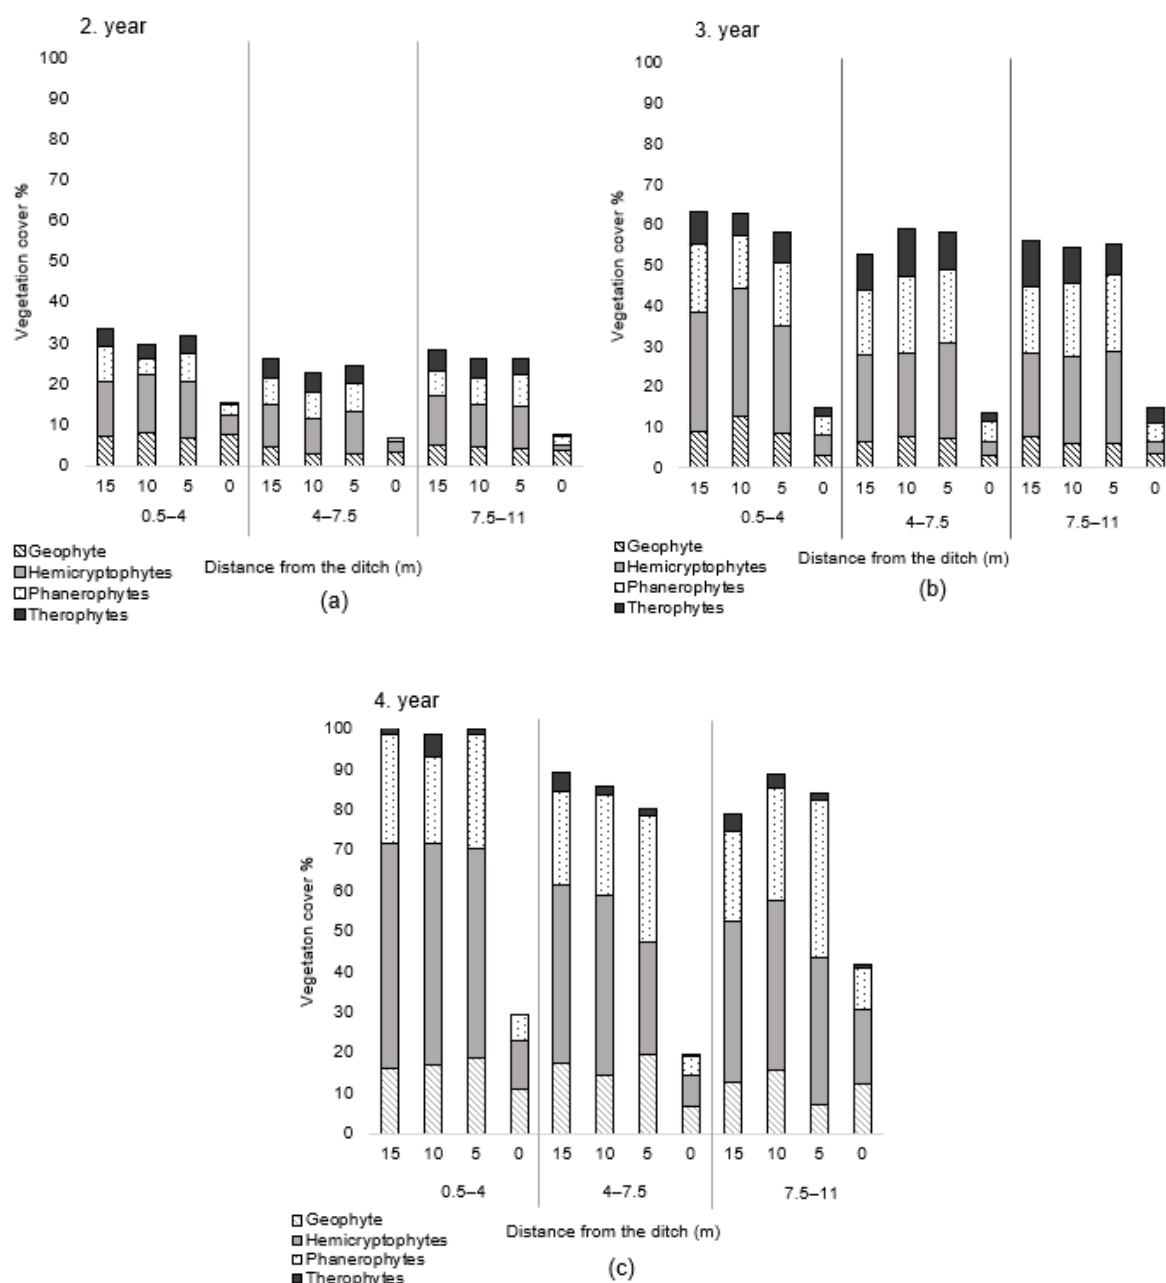 2. year
100
90
80
70
60
50
40
30
20
10
0
Vegetation cover %
15 10 5 0 15 10 5 0 15 10 5 0
0.5–4 4–7.5 7.5–11
Distance from the ditch (m)
Geophyte
Hemicryptophytes
Phanerophytes
Therophytes
(a)
3. year
100
90
80
70
60
50
40
30
20
10
0
Vegetation cover %
15 10 5 0 15 10 5 0 15 10 5 0
0.5–4 4–7.5 7.5–11
Distance from the ditch (m)
Geophyte
Hemicryptophytes
Phanerophytes
Therophytes
(b)
4. year
100
90
80
70
60
50
40
30
20
10
0
Vegetaton cover %
15 10 5 0 15 10 5 0 15 10 5 0
0.5–4 4–7.5 7.5–11
Distance from the ditch (m)
Geophyte
Hemicryptophytes
Phanerophytes
Therophytes
(c)